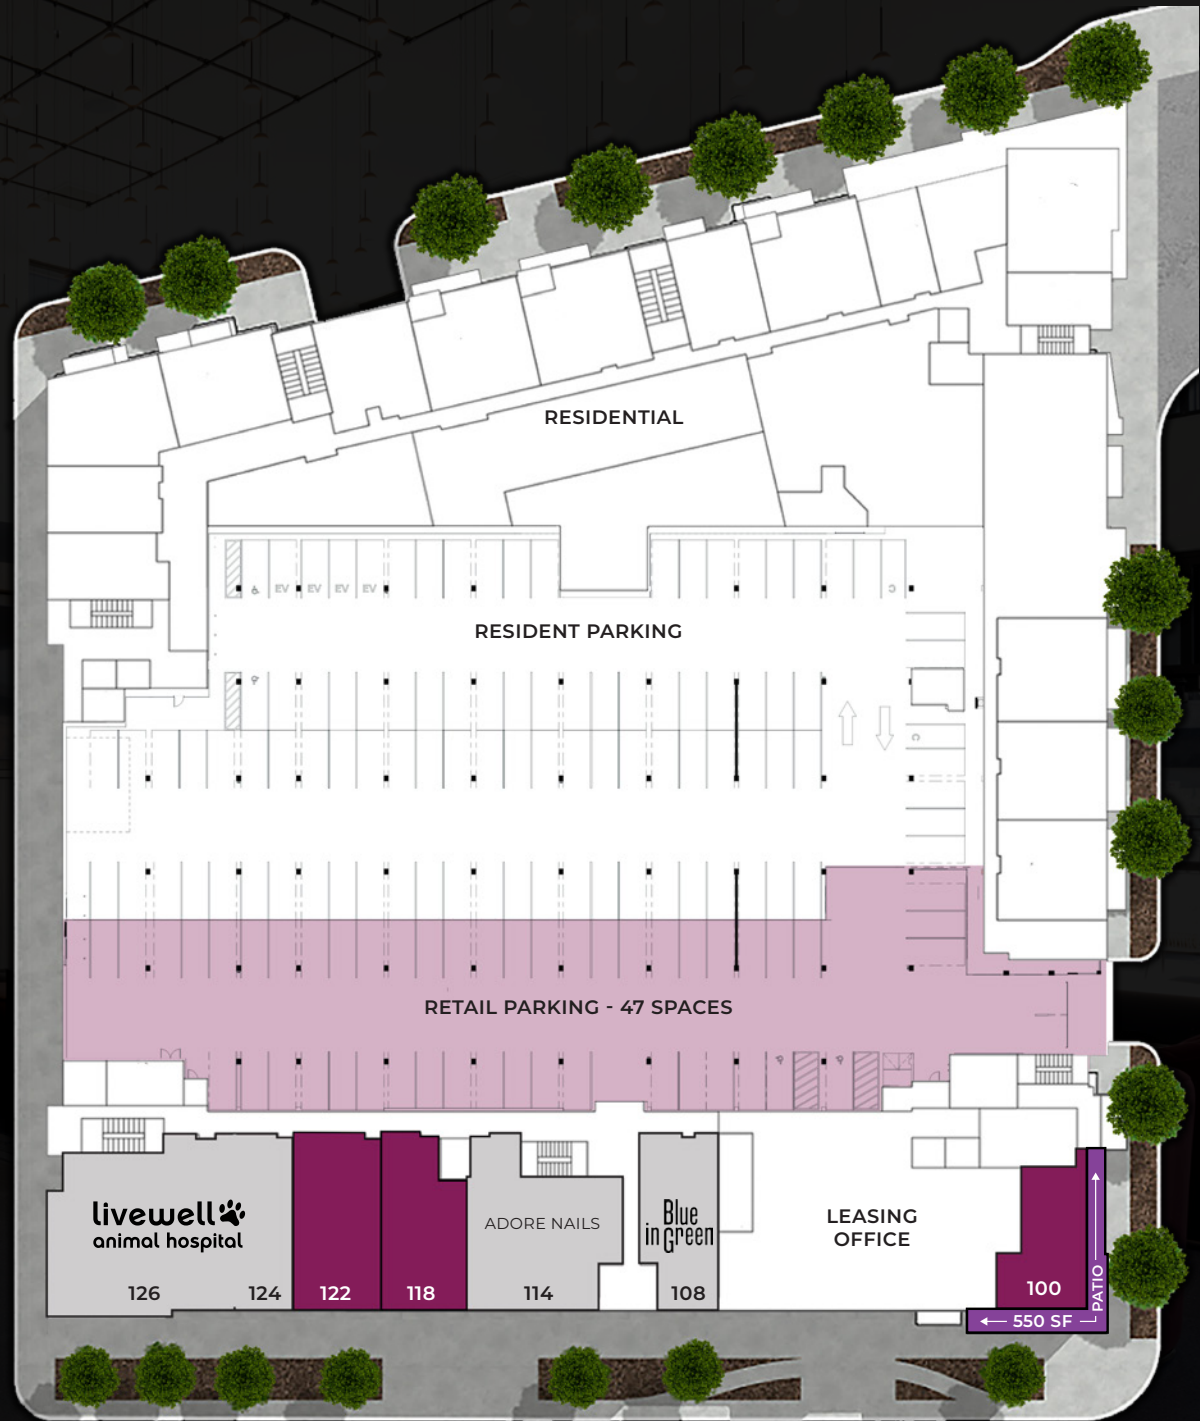 RESIDENTIAL
EV EV EV EV
C
RESIDENT PARKING
C
RETAIL PARKING - 47 SPACES
livewell
animal hospital
126
124
122
118
ADORE NAILS
114
Blue
in Green
108
LEASING
OFFICE
100
PATIO
550 SF